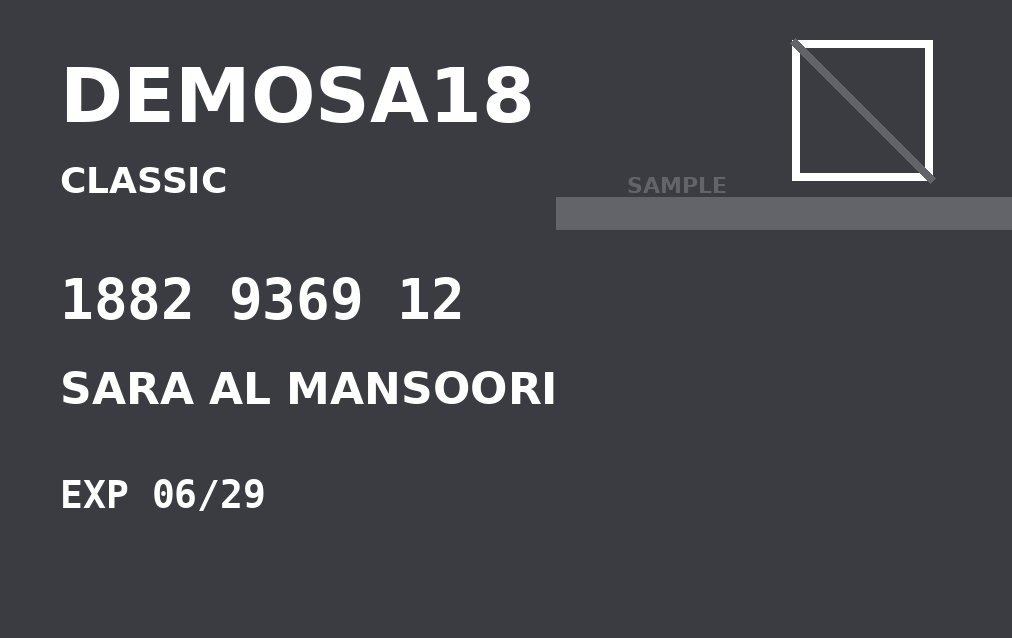 DEMOSA18
CLASSIC
SAMPLE
1882 9369 12
SARA AL MANSOORI
EXP 06/29